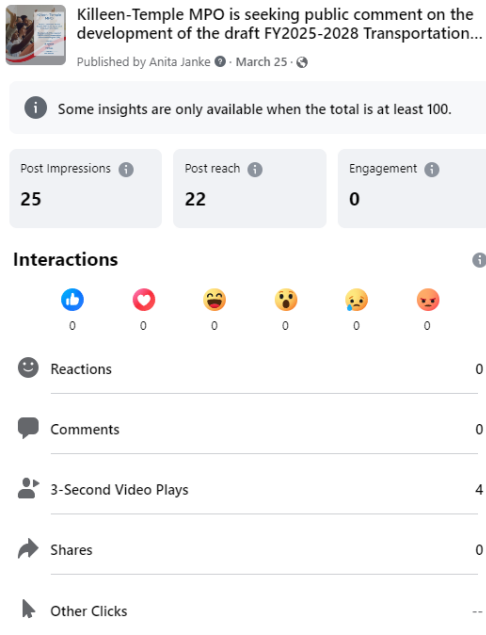 Killeen-Temple MPO is seeking public comment on the
development of the draft FY2025-2028 Transportation...
Published by Anita Janke · March 25 ·
Some insights are only available when the total is at least 100.
Post Impressions
25
Post reach
22
Engagement
0
Interactions
0 0 0 0 0 0
Reactions 0
Comments 0
3-Second Video Plays 4
Shares 0
Other Clicks --